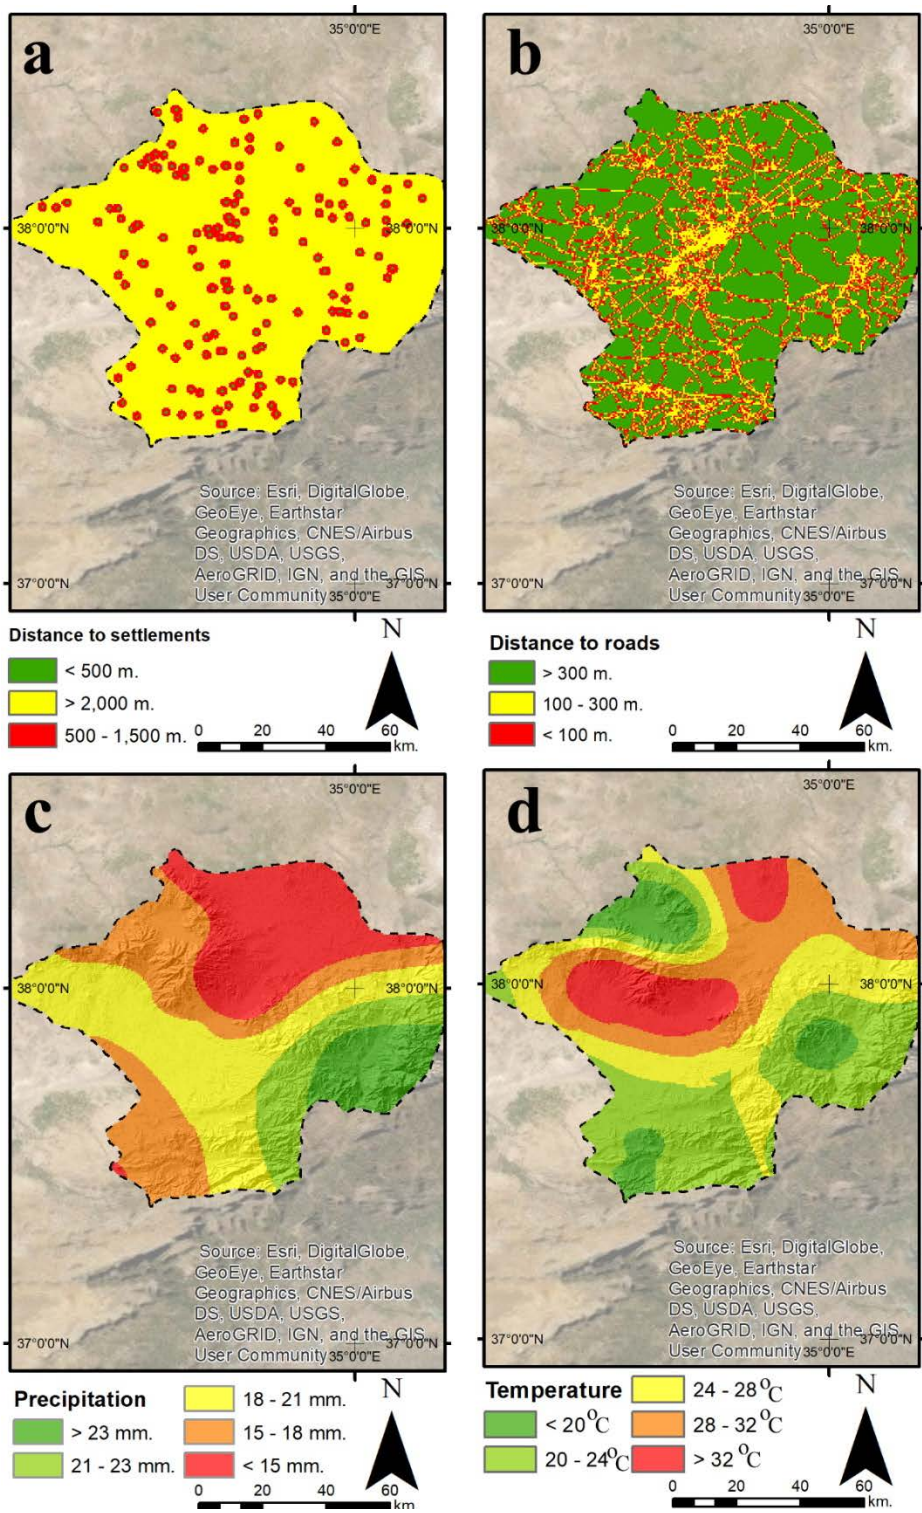 a
35°0'0"E
38°0'0"N
38°0'0"N
Source: Esri, DigitalGlobe,
GeoEye, Earthstar
Geographics, CNES/Airbus
DS, USDA, USGS,
AeroGRID, IGN, and the GIS
User Community
37°0'0"N
37°0'0"N
35°0'0"E
Distance to settlements
< 500 m.
> 2,000 m.
500 - 1,500 m.
N
0 20 40 60
km.
b
35°0'0"E
38°0'0"N
38°0'0"N
Source: Esri, DigitalGlobe,
GeoEye, Earthstar
Geographics, CNES/Airbus
DS, USDA, USGS,
AeroGRID, IGN, and the GIS
User Community
37°0'0"N
37°0'0"N
35°0'0"E
Distance to roads
> 300 m.
100 - 300 m.
< 100 m.
N
0 20 40 60
km.
c
35°0'0"E
38°0'0"N
38°0'0"N
Source: Esri, DigitalGlobe,
GeoEye, Earthstar
Geographics, CNES/Airbus
DS, USDA, USGS,
AeroGRID, IGN, and the GIS
User Community
37°0'0"N
37°0'0"N
35°0'0"E
Precipitation
> 23 mm.
21 - 23 mm.
18 - 21 mm.
15 - 18 mm.
< 15 mm.
N
0 20 40 60
km
d
35°0'0"E
38°0'0"N
38°0'0"N
Source: Esri, DigitalGlobe,
GeoEye, Earthstar
Geographics, CNES/Airbus
DS, USDA, USGS,
AeroGRID, IGN, and the GIS
User Community
37°0'0"N
37°0'0"N
35°0'0"E
Temperature
< 20°C
20 - 24°C
24 - 28°C
28 - 32°C
> 32 °C
N
0 20 40 60
km.